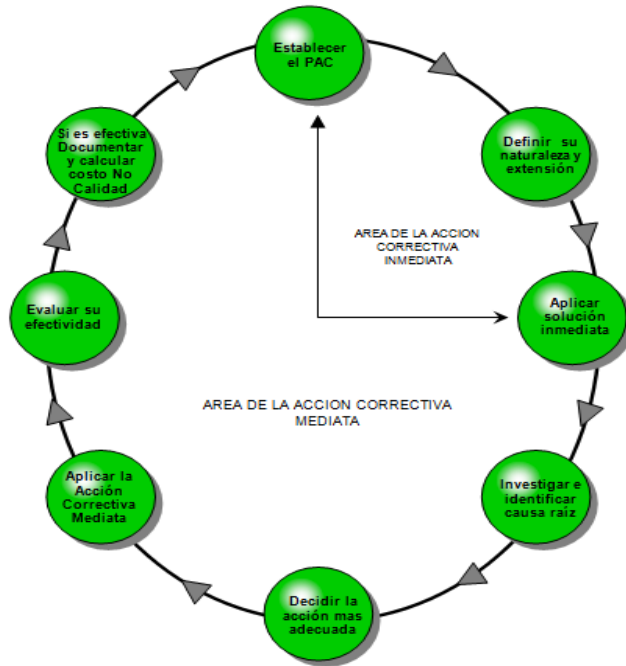 Establecer
el PAC
Definir su
naturaleza y
extensión
Aplicar
solución
inmediata
Investigar e
identificar
causa raíz
Decidir la
acción mas
adecuada
Aplicar la
Acción
Correctiva
Mediata
Evaluar su
efectividad
Si es efectiva
Documentar
y calcular
costo No
Calidad
AREA DE LA ACCION
CORRECTIVA
INMEDIATA
AREA DE LA ACCION CORRECTIVA
MEDIATA